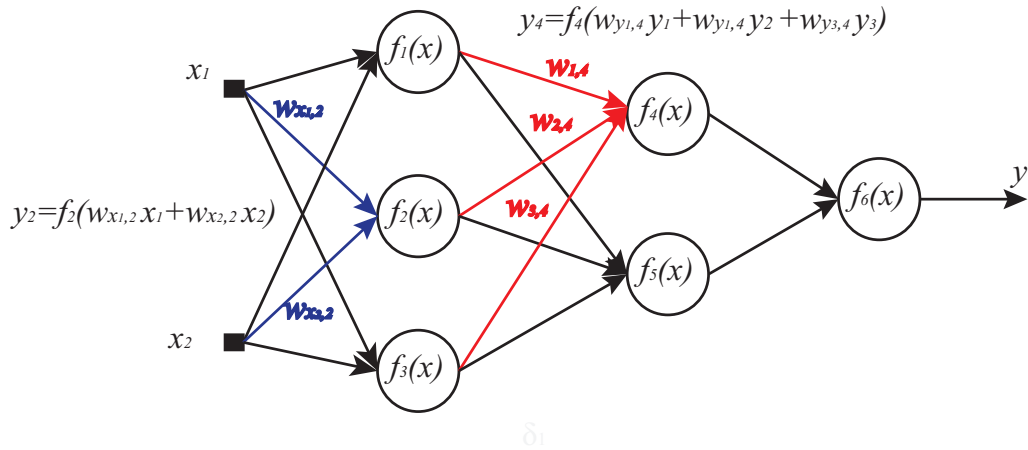 y4=f4(wy1,4 y1+wy1,4 y2+wy3,4 y3)
f1(x)
x1
w1,4
wx1,2
f4(x)
w2,4
y
f6(x)
w3,4
f2(x)
y2=f2(wx1,2 x1+wx2,2 x2)
f5(x)
wx3,2
x2
f3(x)
δ1